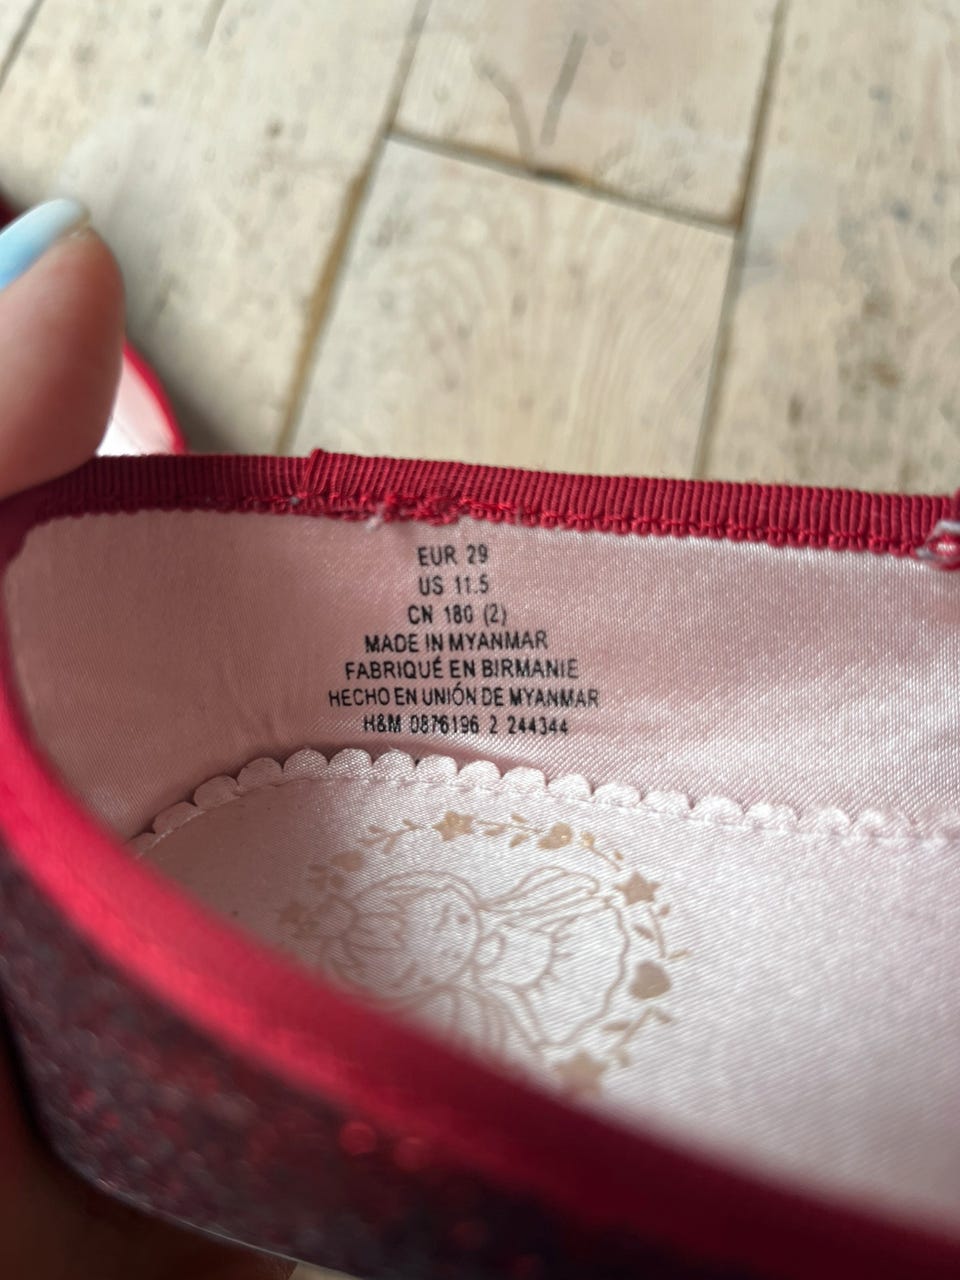 EUR 29
US 11.5
CN 180 (2)
MADE IN MYANMAR
FABRIQUÉ EN BIRMANIE
HECHO EN UNIÓN DE MYANMAR
H&M 0876196 2 244344